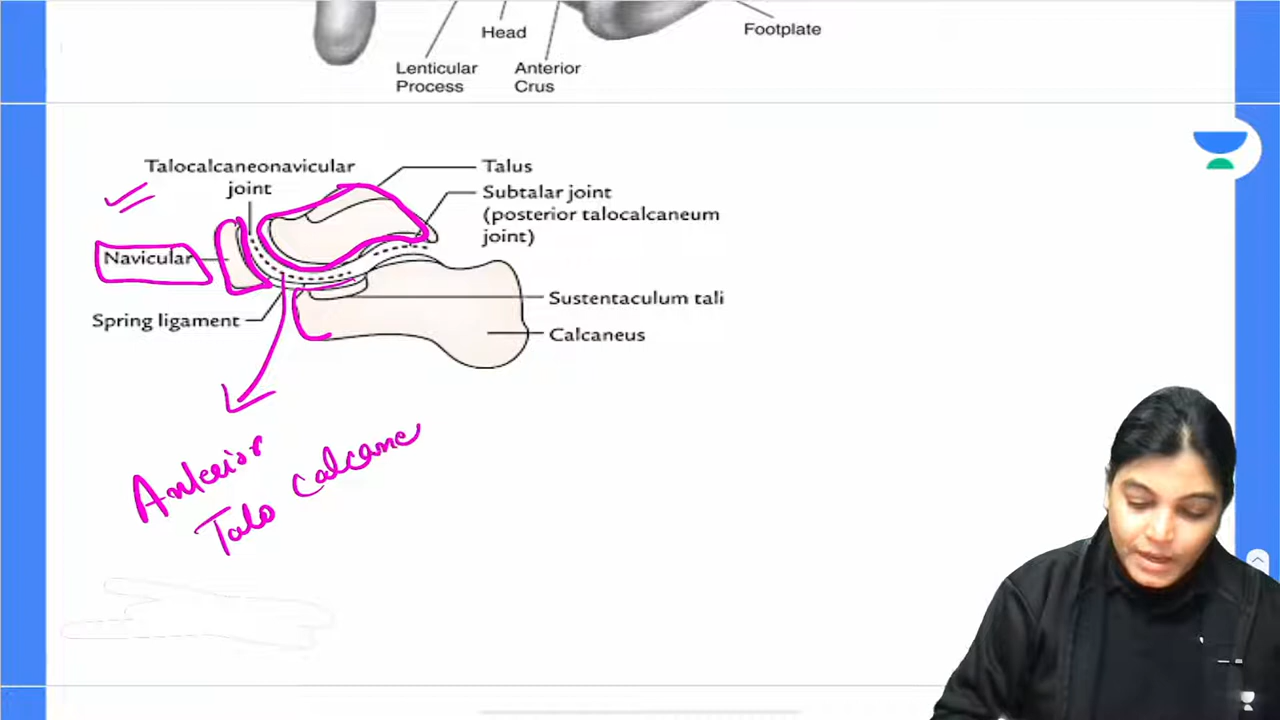 Head
Footplate
Lenticular
Process
Anterior
Crus
Talocalcaneonavicular
joint
Talus
Subtalar joint
(posterior talocalcaneum
joint)
Navicular
Sustentaculum tali
Spring ligament
Calcaneus
Anterior
Talo calcane